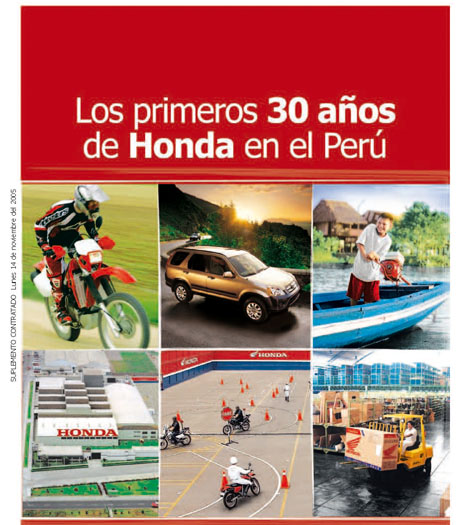 Los primeros 30 años
de Honda en el Perú
SUPLEMENTO CONTRATADO Lunes 14 de noviembre del 2005
HONDA
HONDA